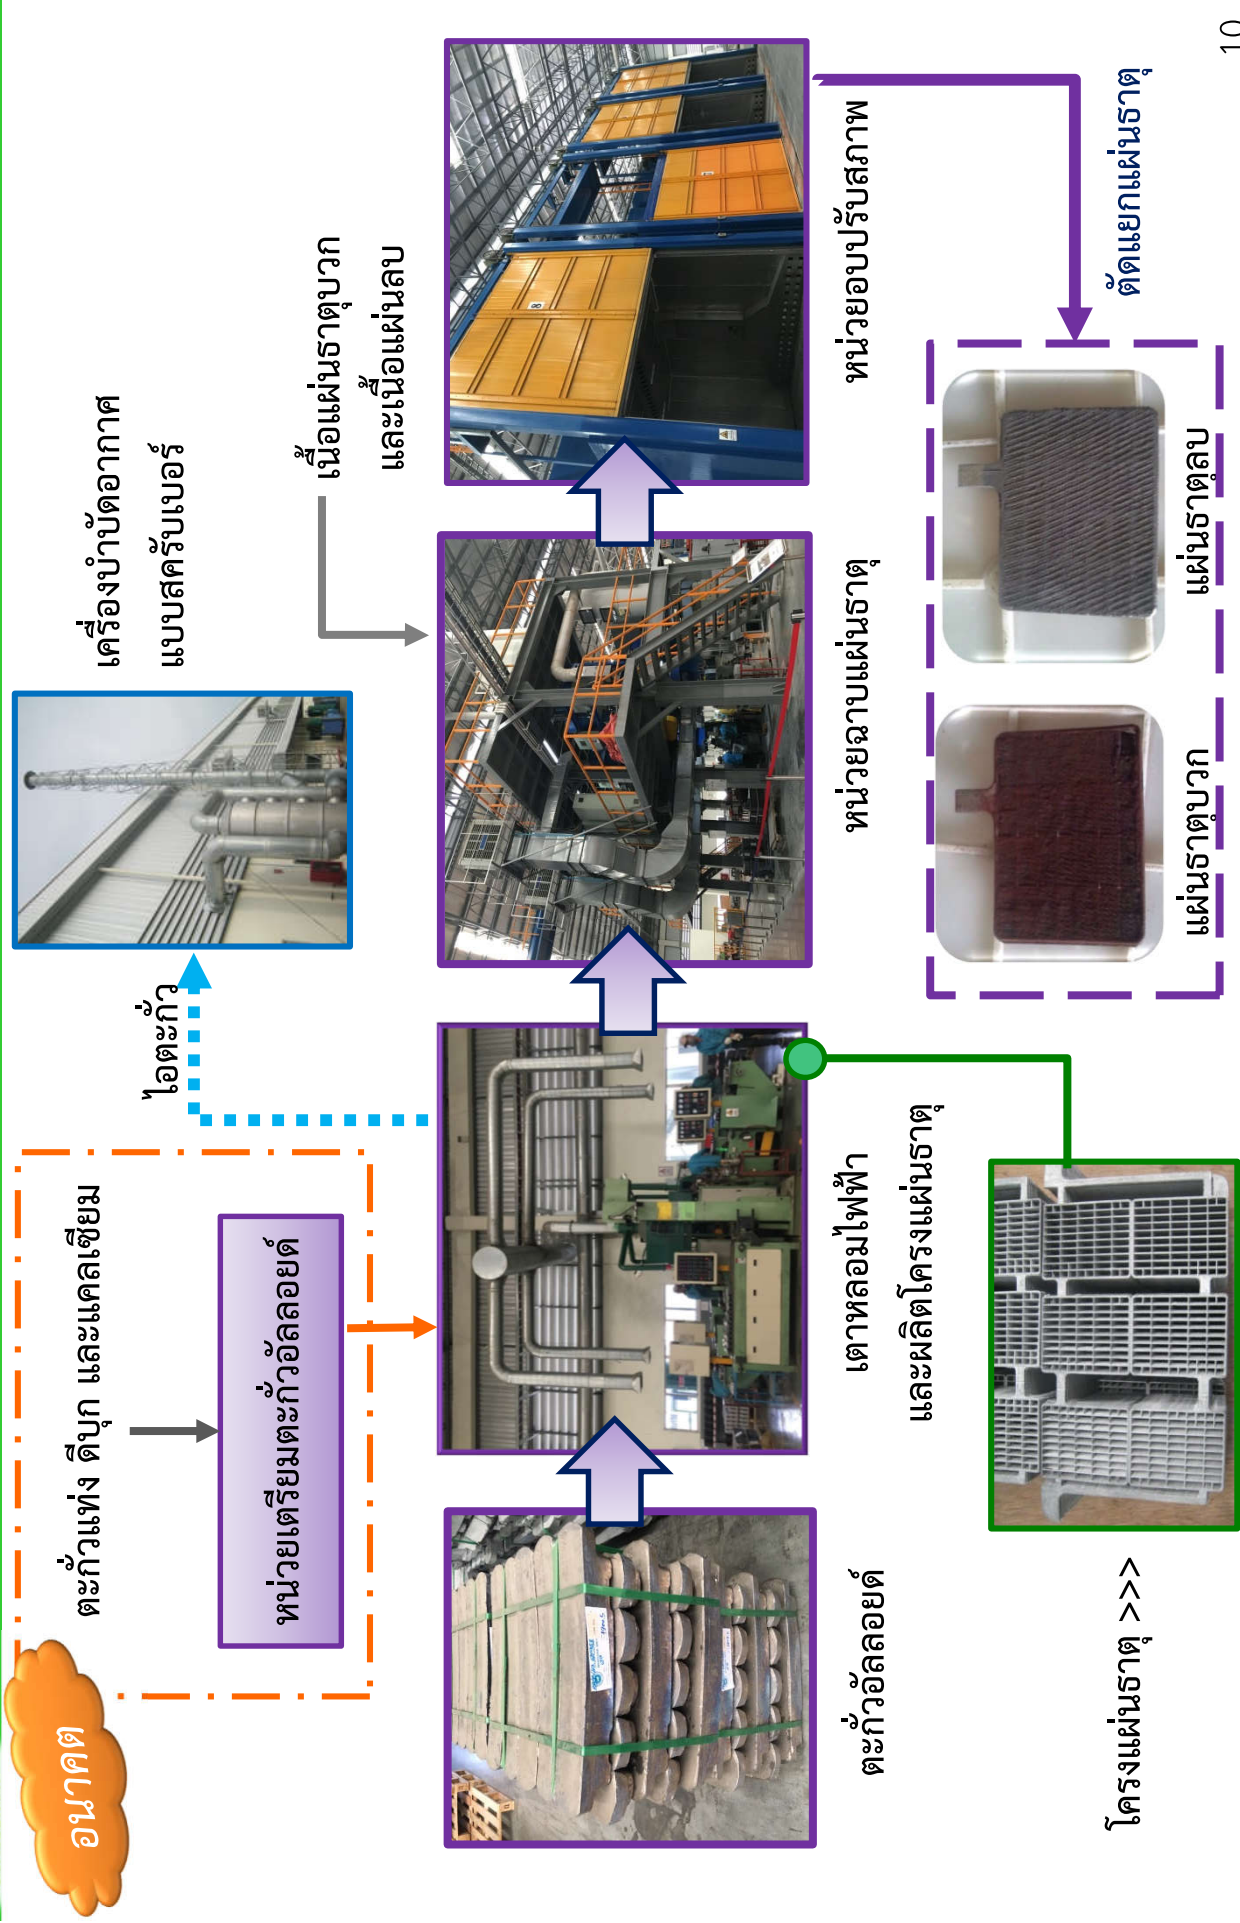 อนาคต
ตะกั่วแท่ง ดีบุก และแคลเซียม
หน่วยเตรียมตะกั่วอัลลอยด์
ไอตะกั่ว
เครื่องบำบัดอากาศ
แบบสครับเบอร์
เนื้อแผ่นธาตุบวก
และเนื้อแผ่นลบ
ตะกั่วอัลลอยด์
เตาหลอมไฟฟ้า
และผลิตโครงแผ่นธาตุ
หน่วยฉาบแผ่นธาตุ
หน่วยอบปรับสภาพ
โครงแผ่นธาตุ >>>
แผ่นธาตุบวก
แผ่นธาตุลบ
ตัดแยกแผ่นธาตุ
10